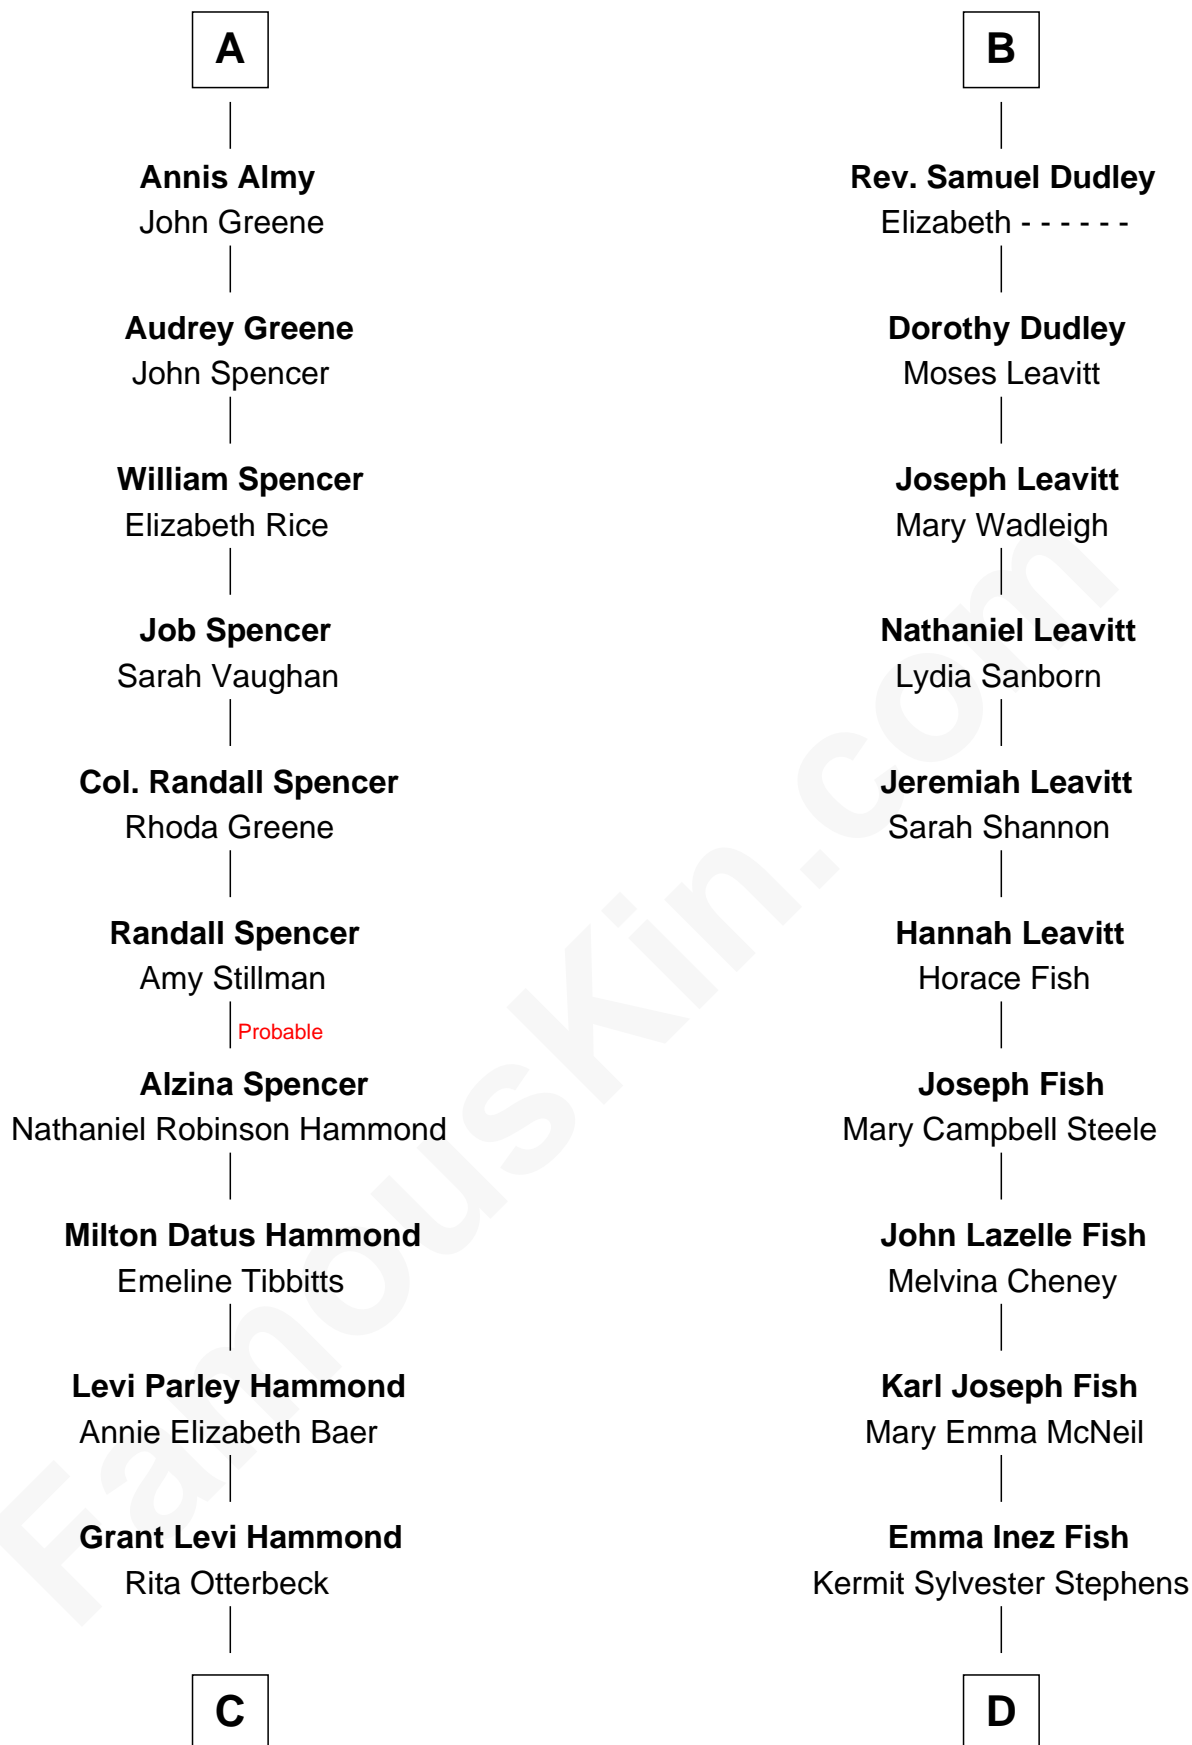 A
Annis Almy
John Greene
Audrey Greene
John Spencer
William Spencer
Elizabeth Rice
Job Spencer
Sarah Vaughan
Col. Randall Spencer
Rhoda Greene
Randall Spencer
Amy Stillman
Probable
Alzina Spencer
Nathaniel Robinson Hammond
Milton Datus Hammond
Emeline Tibbitts
Levi Parley Hammond
Annie Elizabeth Baer
Grant Levi Hammond
Rita Otterbeck
C
B
Rev. Samuel Dudley
Elizabeth - - - - - -
Dorothy Dudley
Moses Leavitt
Joseph Leavitt
Mary Wadleigh
Nathaniel Leavitt
Lydia Sanborn
Jeremiah Leavitt
Sarah Shannon
Hannah Leavitt
Horace Fish
Joseph Fish
Mary Campbell Steele
John Lazelle Fish
Melvina Cheney
Karl Joseph Fish
Mary Emma McNeil
Emma Inez Fish
Kermit Sylvester Stephens
D
FamousKin.com